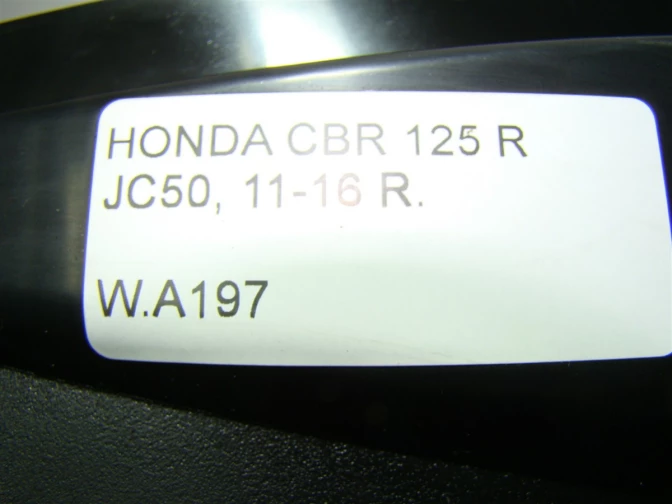 HONDA CBR 125 R
JC50, 11-16 R.
W.A197